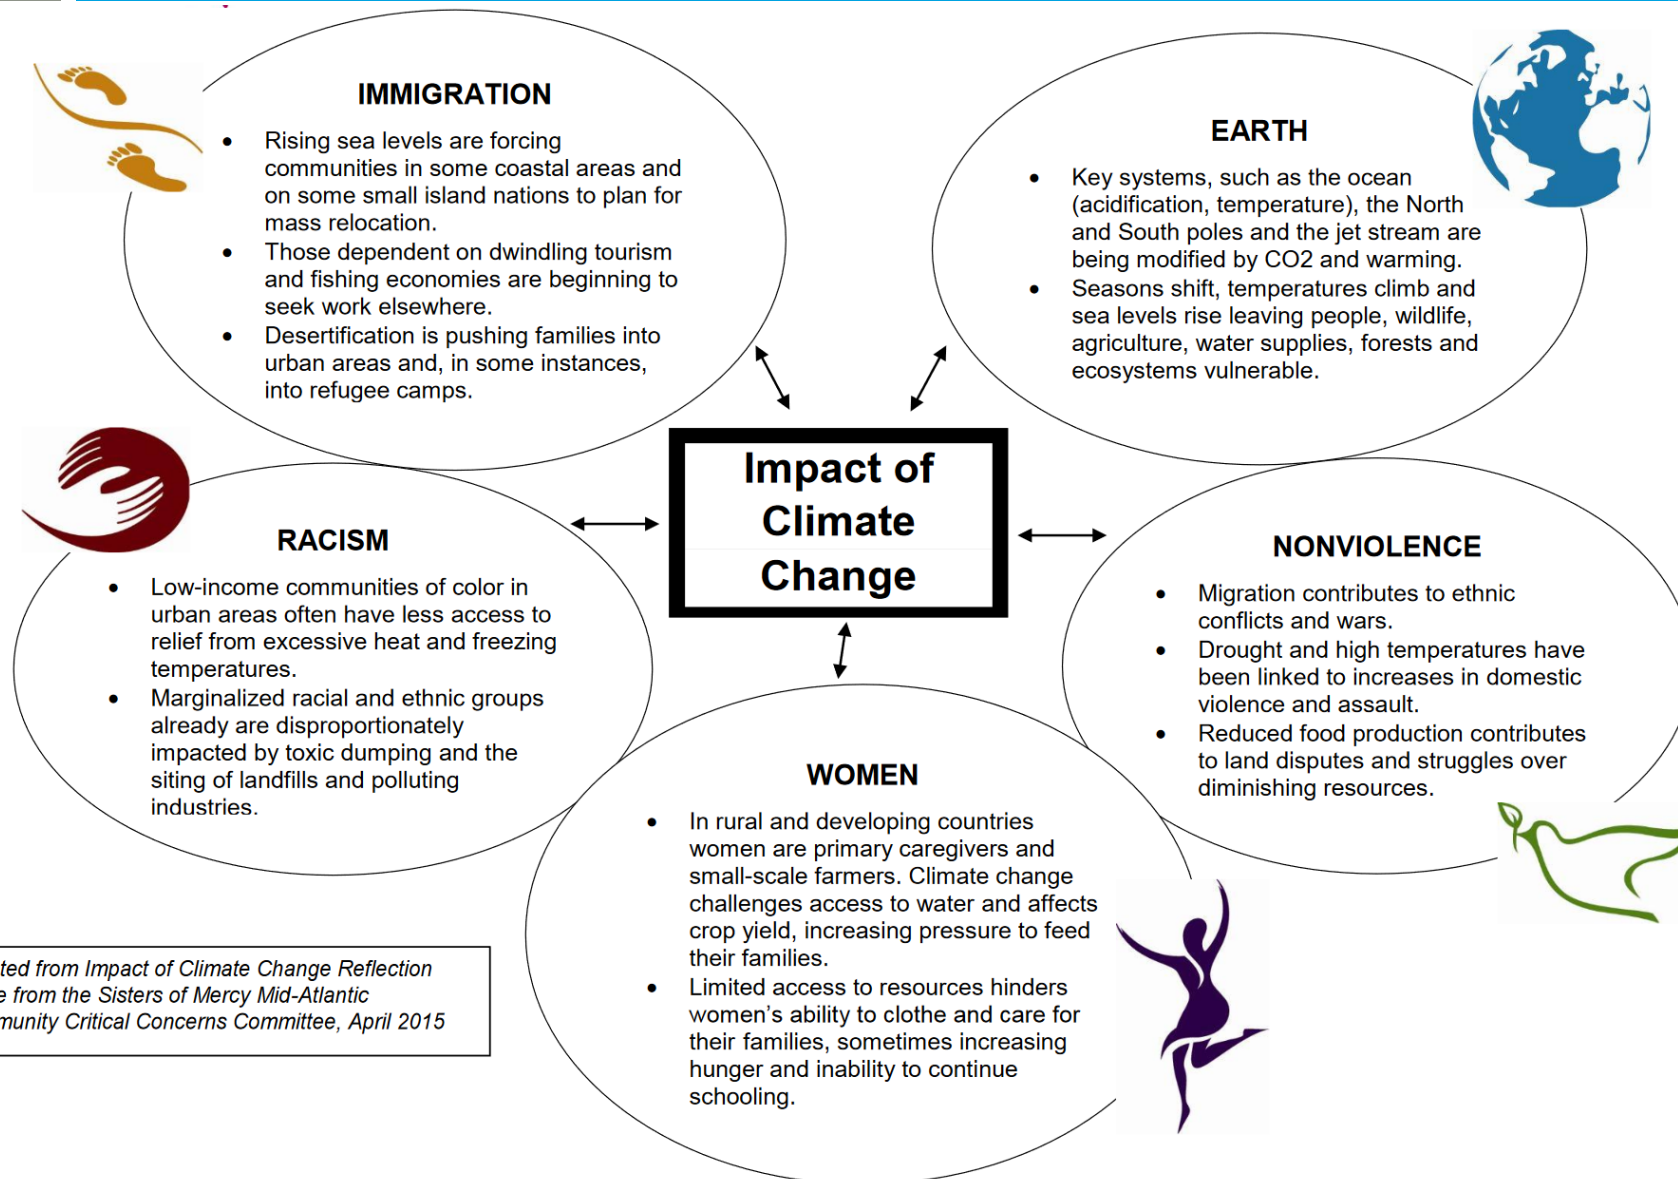 IMMIGRATION
• Rising sea levels are forcing
communities in some coastal areas and
on some small island nations to plan for
mass relocation.
• Those dependent on dwindling tourism
and fishing economies are beginning to
seek work elsewhere.
• Desertification is pushing families into
urban areas and, in some instances,
into refugee camps.
EARTH
• Key systems, such as the ocean
(acidification, temperature), the North
and South poles and the jet stream are
being modified by CO2 and warming.
• Seasons shift, temperatures climb and
sea levels rise leaving people, wildlife,
agriculture, water supplies, forests and
ecosystems vulnerable.
Impact of
Climate
Change
RACISM
• Low-income communities of color in
urban areas often have less access to
relief from excessive heat and freezing
temperatures.
• Marginalized racial and ethnic groups
already are disproportionately
impacted by toxic dumping and the
siting of landfills and polluting
industries.
NONVIOLENCE
• Migration contributes to ethnic
conflicts and wars.
• Drought and high temperatures have
been linked to increases in domestic
violence and assault.
• Reduced food production contributes
to land disputes and struggles over
diminishing resources.
WOMEN
• In rural and developing countries
women are primary caregivers and
small-scale farmers. Climate change
challenges access to water and affects
crop yield, increasing pressure to feed
their families.
• Limited access to resources hinders
women's ability to clothe and care for
their families, sometimes increasing
hunger and inability to continue
schooling.
from Impact of Climate Change Reflection
from the Sisters of Mercy Mid-Atlantic
Critical Concerns Committee, April 2015